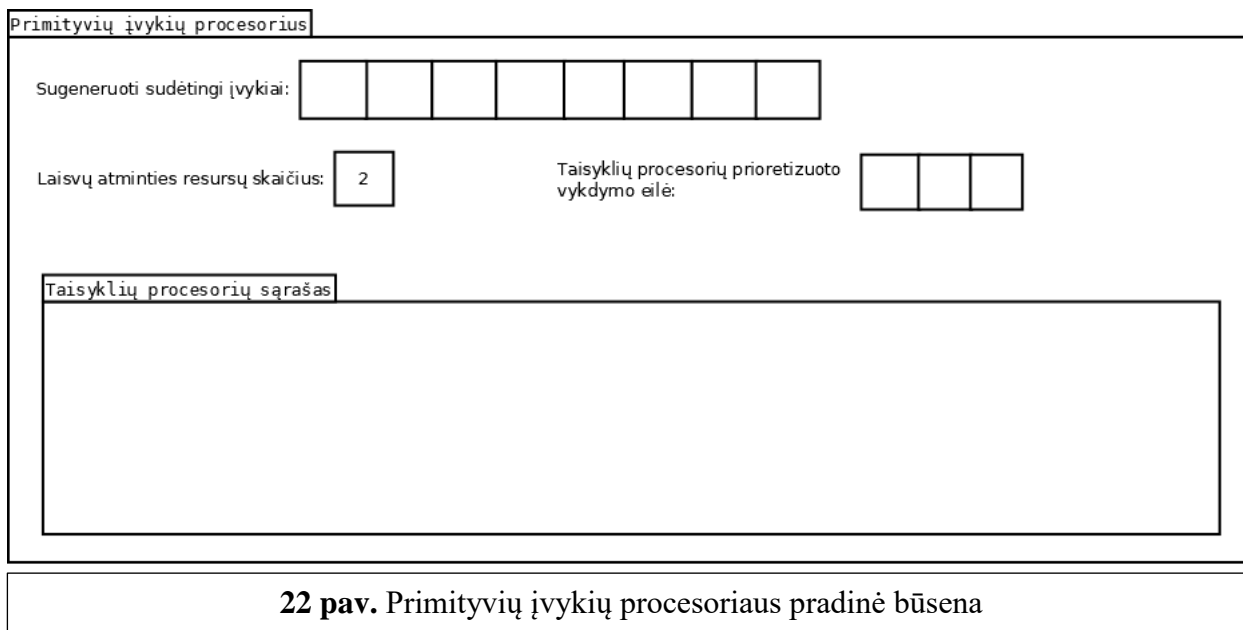 Primityvių įvykių procesorius
Sugeneruoti sudėtingi įvykiai:
Laisvų atminties resursų skaičius: 2
Taisyklių procesorių prioretizuoto
vykdymo eilė:
Taisyklių procesorių sąrašas
22 pav. Primityvių įvykių procesoriaus pradinė būsena